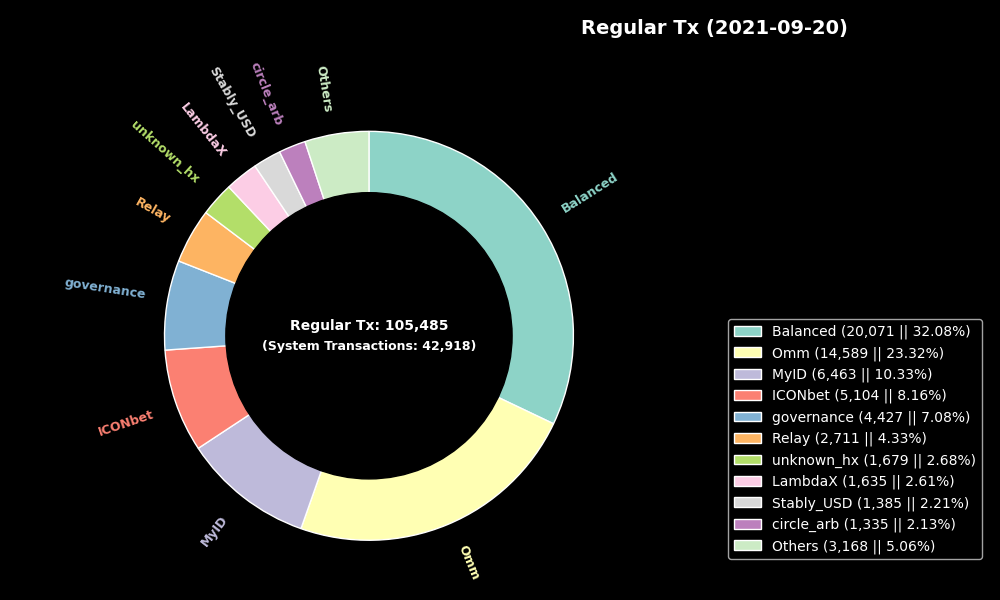 Regular Tx (2021-09-20)
Others
circle_arb
Stably_USD
LambdaX
unknown_hx
Relay
governance
ICONbet
MyID
Omm
Balanced
Regular Tx: 105,485
(System Transactions: 42,918)
Balanced (20,071 || 32.08%)
Omm (14,589 || 23.32%)
MyID (6,463 || 10.33%)
ICONbet (5,104 || 8.16%)
governance (4,427 || 7.08%)
Relay (2,711 || 4.33%)
unknown_hx (1,679 || 2.68%)
LambdaX (1,635 || 2.61%)
Stably_USD (1,385 || 2.21%)
circle_arb (1,335 || 2.13%)
Others (3,168 || 5.06%)